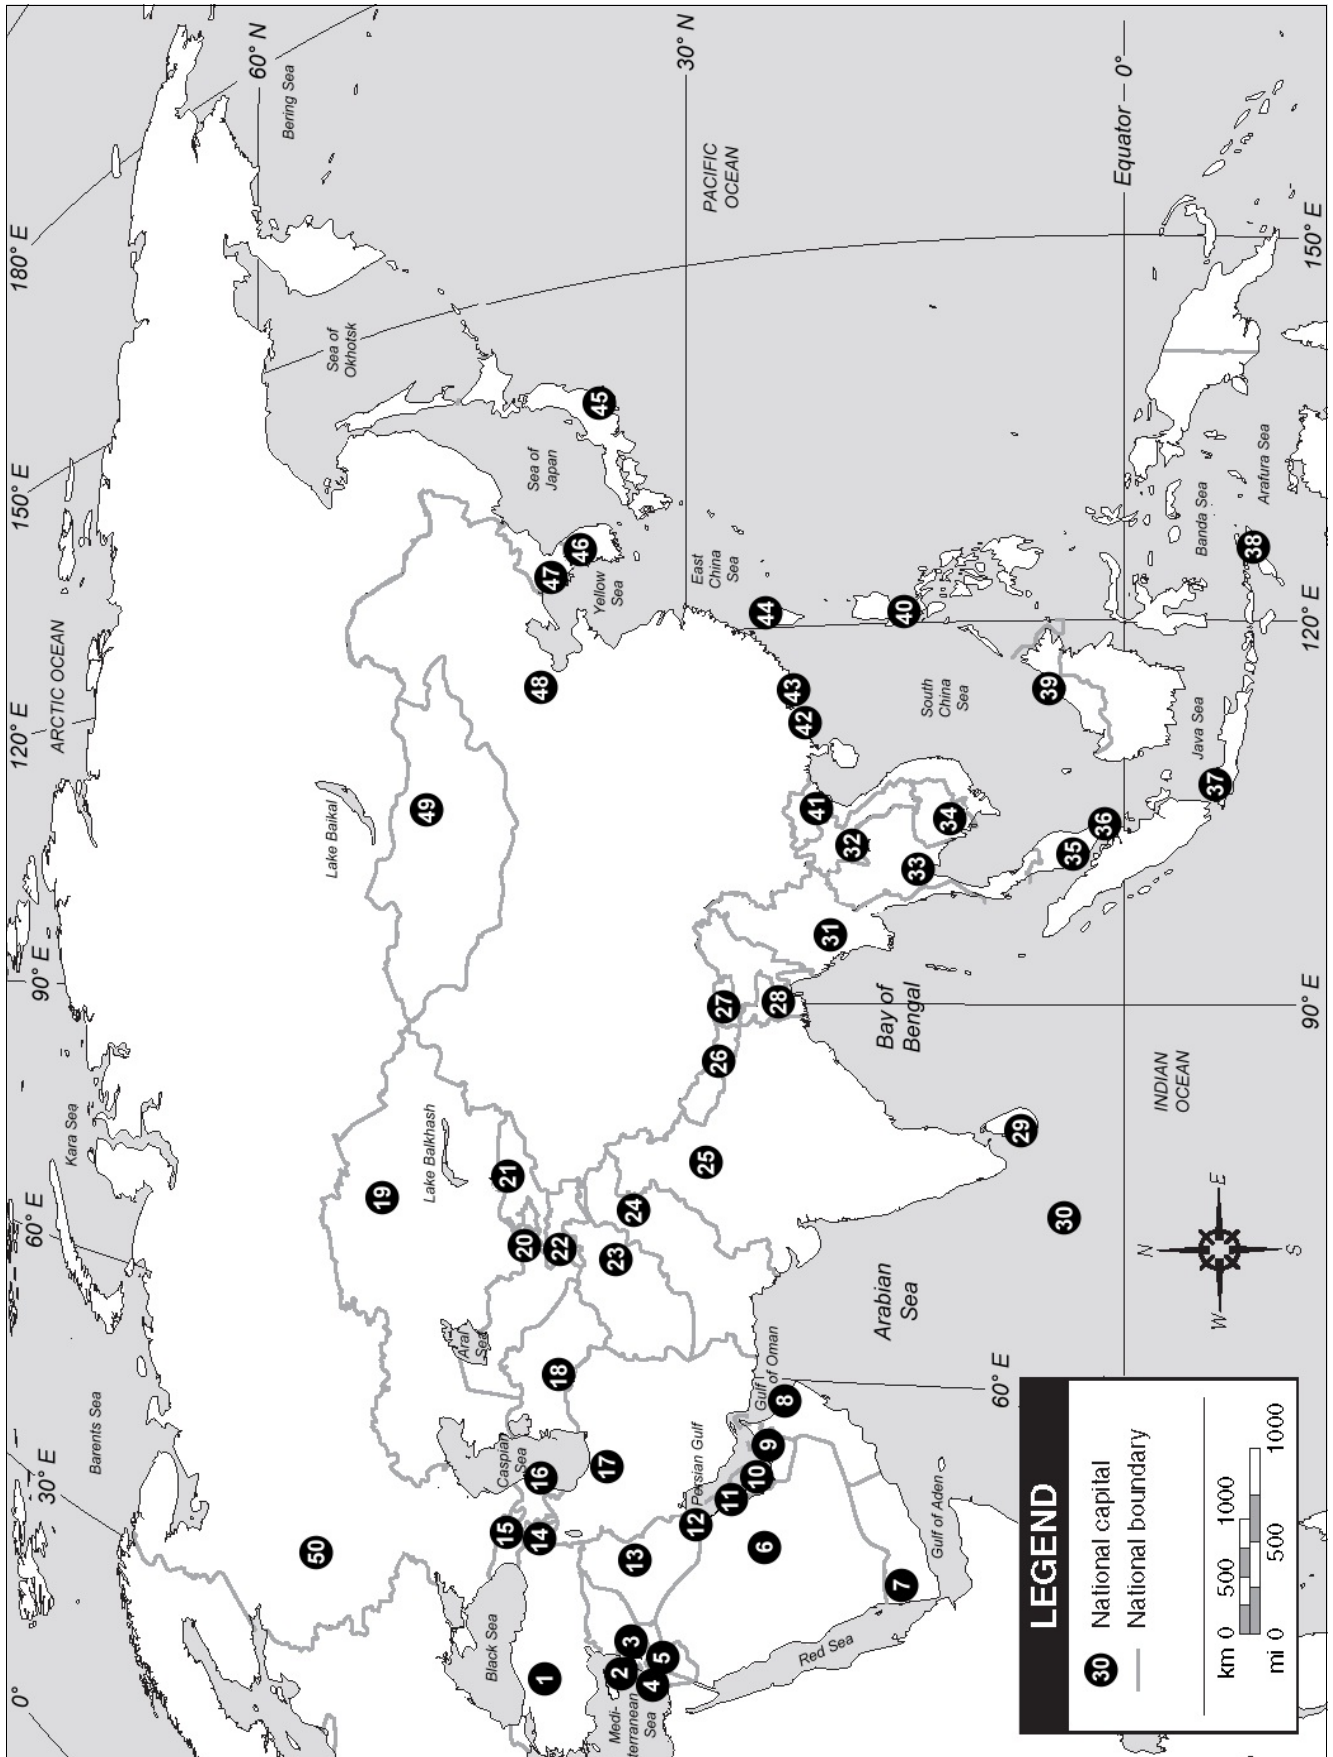 0°
30° E
60° E
90° E
120° E
150° E
180° E
ARCTIC OCEAN
Barents Sea
Kara Sea
60° N
Bering Sea
Sea of
Okhotsk
Lake Baikal
Lake Balkhash
Aral
Sea
Caspian
Sea
Black Sea
Medi-
terranean
Sea
Red Sea
Persian Gulf
Gulf
of Oman
Gulf of Aden
Arabian
Sea
Bay of
Bengal
INDIAN
OCEAN
Sea of
Japan
Yellow
Sea
East
China
Sea
South
China
Sea
30° N
PACIFIC
OCEAN
Java Sea
Banda Sea
Arafura Sea
Equator
0°
60° E
90° E
120° E
150° E
1
2
3
4
5
6
7
8
9
10
11
12
13
14
15
16
17
18
19
20
21
22
23
24
25
26
27
28
29
30
31
32
33
34
35
36
37
38
39
40
41
42
43
44
45
46
47
48
49
50
N
E
S
W
LEGEND
30 National capital
National boundary
km 0 500 1000
mi 0 500 1000